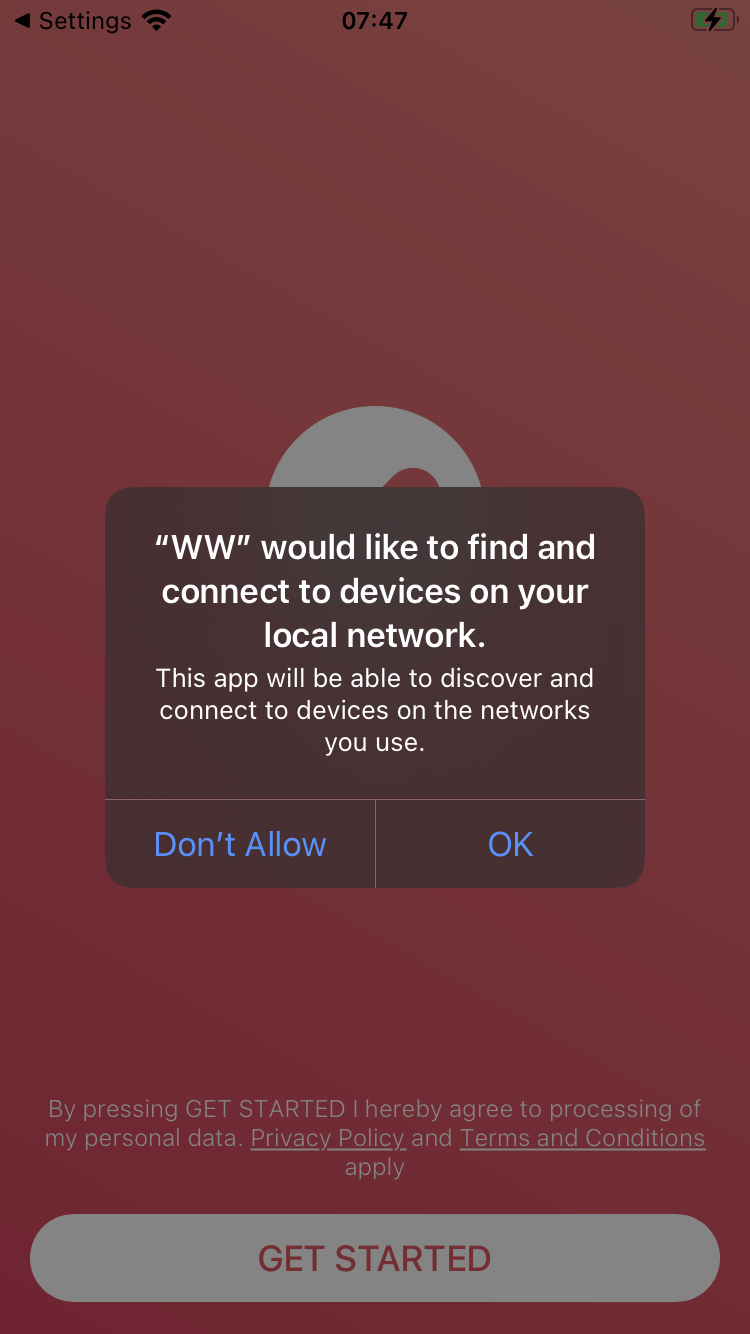 Settings
07:47
“WW” would like to find and
connect to devices on your
local network.
This app will be able to discover and
connect to devices on the networks
you use.
Don’t Allow
OK
By pressing GET STARTED I hereby agree to processing of
my personal data. Privacy Policy and Terms and Conditions
apply
GET STARTED